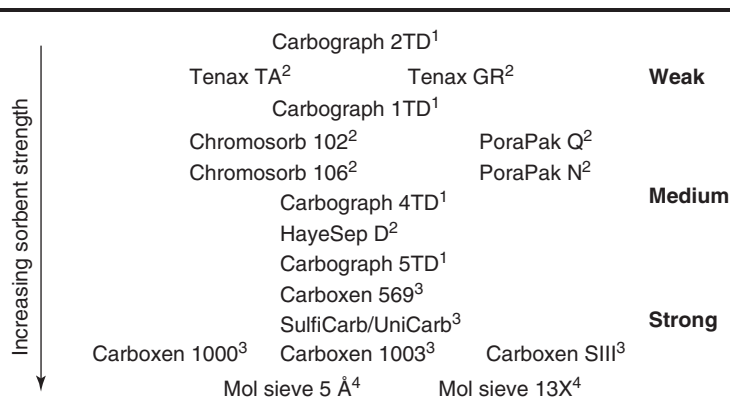 Carbograph 2TD¹
Tenax TA² Tenax GR² Weak
Carbograph 1TD¹
Chromosorb 102² PoraPak Q²
Chromosorb 106² PoraPak N²
Carbograph 4TD¹ Medium
HayeSep D²
Carbograph 5TD¹
Carboxen 569³
SulfiCarb/UniCarb³ Strong
Carboxen 1000³ Carboxen 1003³ Carboxen SIII³
Mol sieve 5 Å⁴ Mol sieve 13X⁴
Increasing sorbent strength